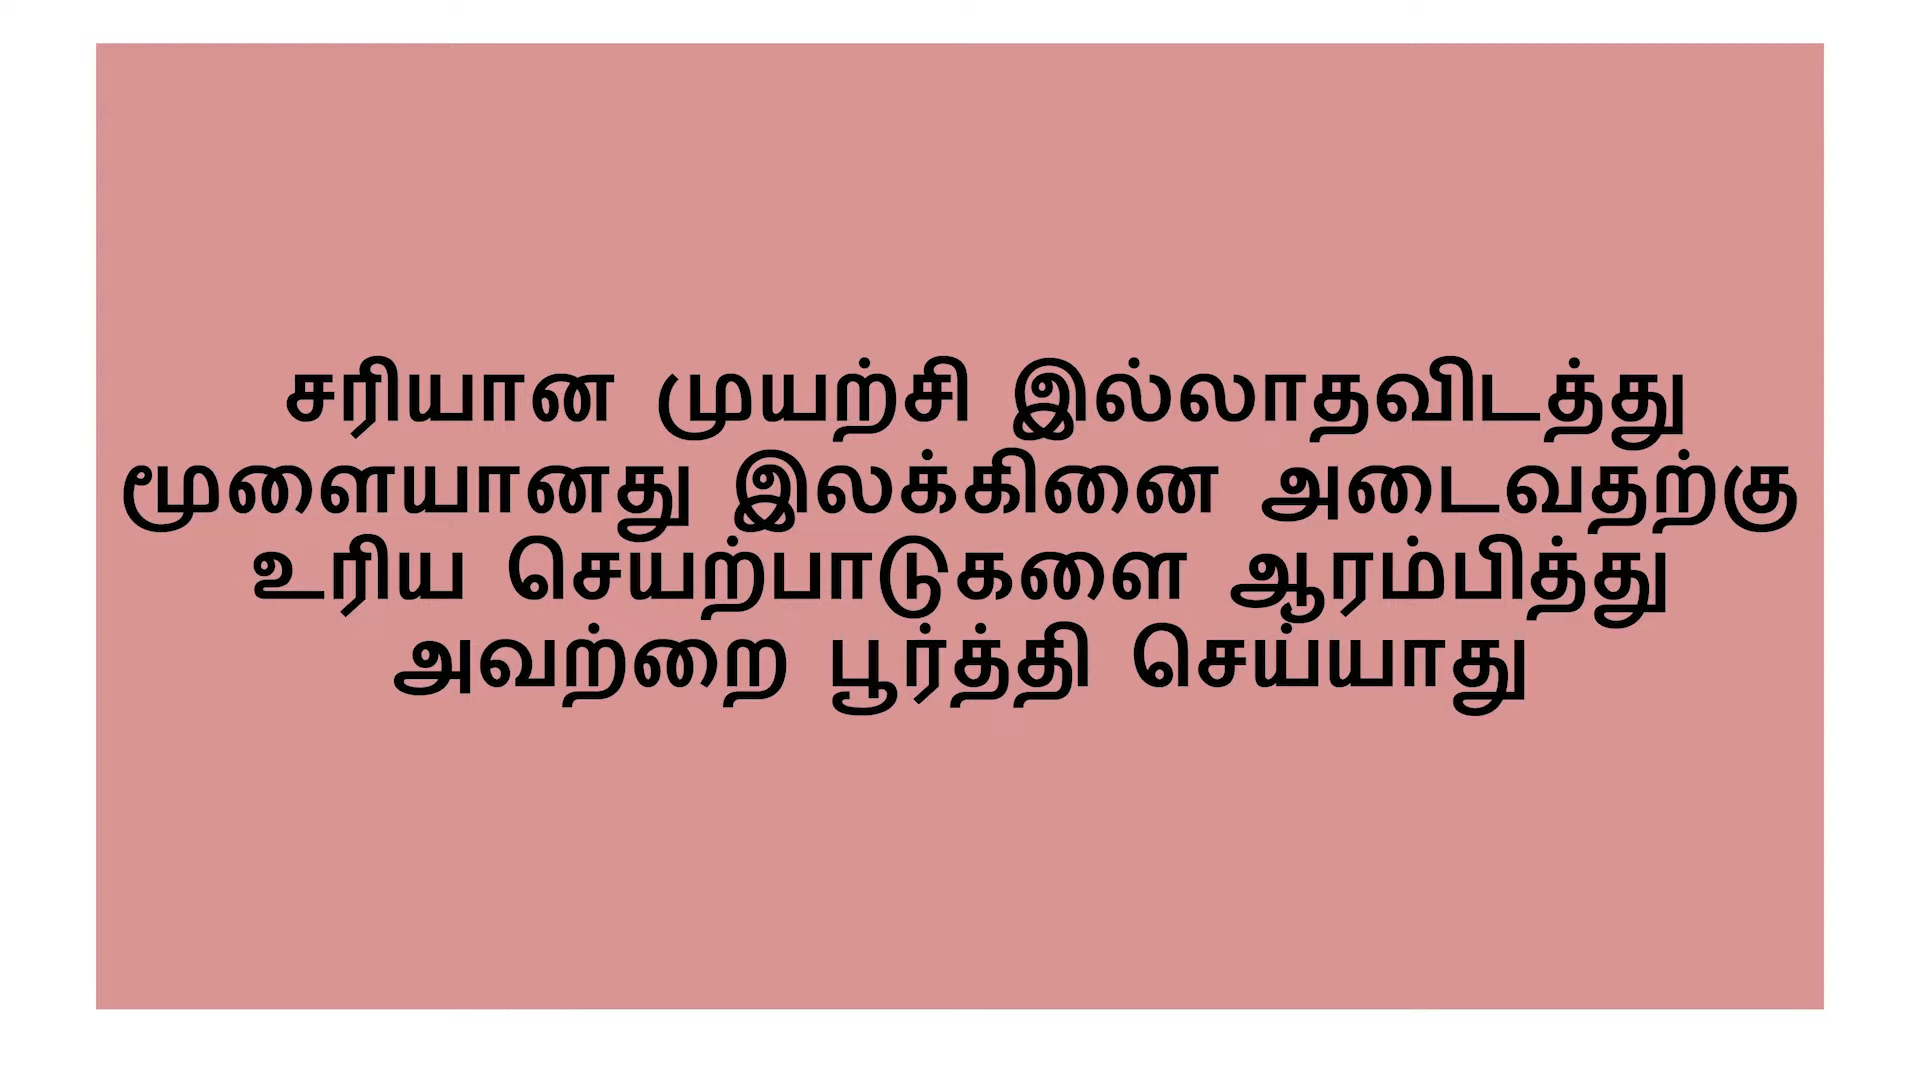 சரியான முயற்சி இல்லாதவிடத்து
மூளையானது இலக்கினை அடைவதற்கு
உரிய செயற்பாடுகளை ஆரம்பித்து
அவற்றை பூர்த்தி செய்யாது